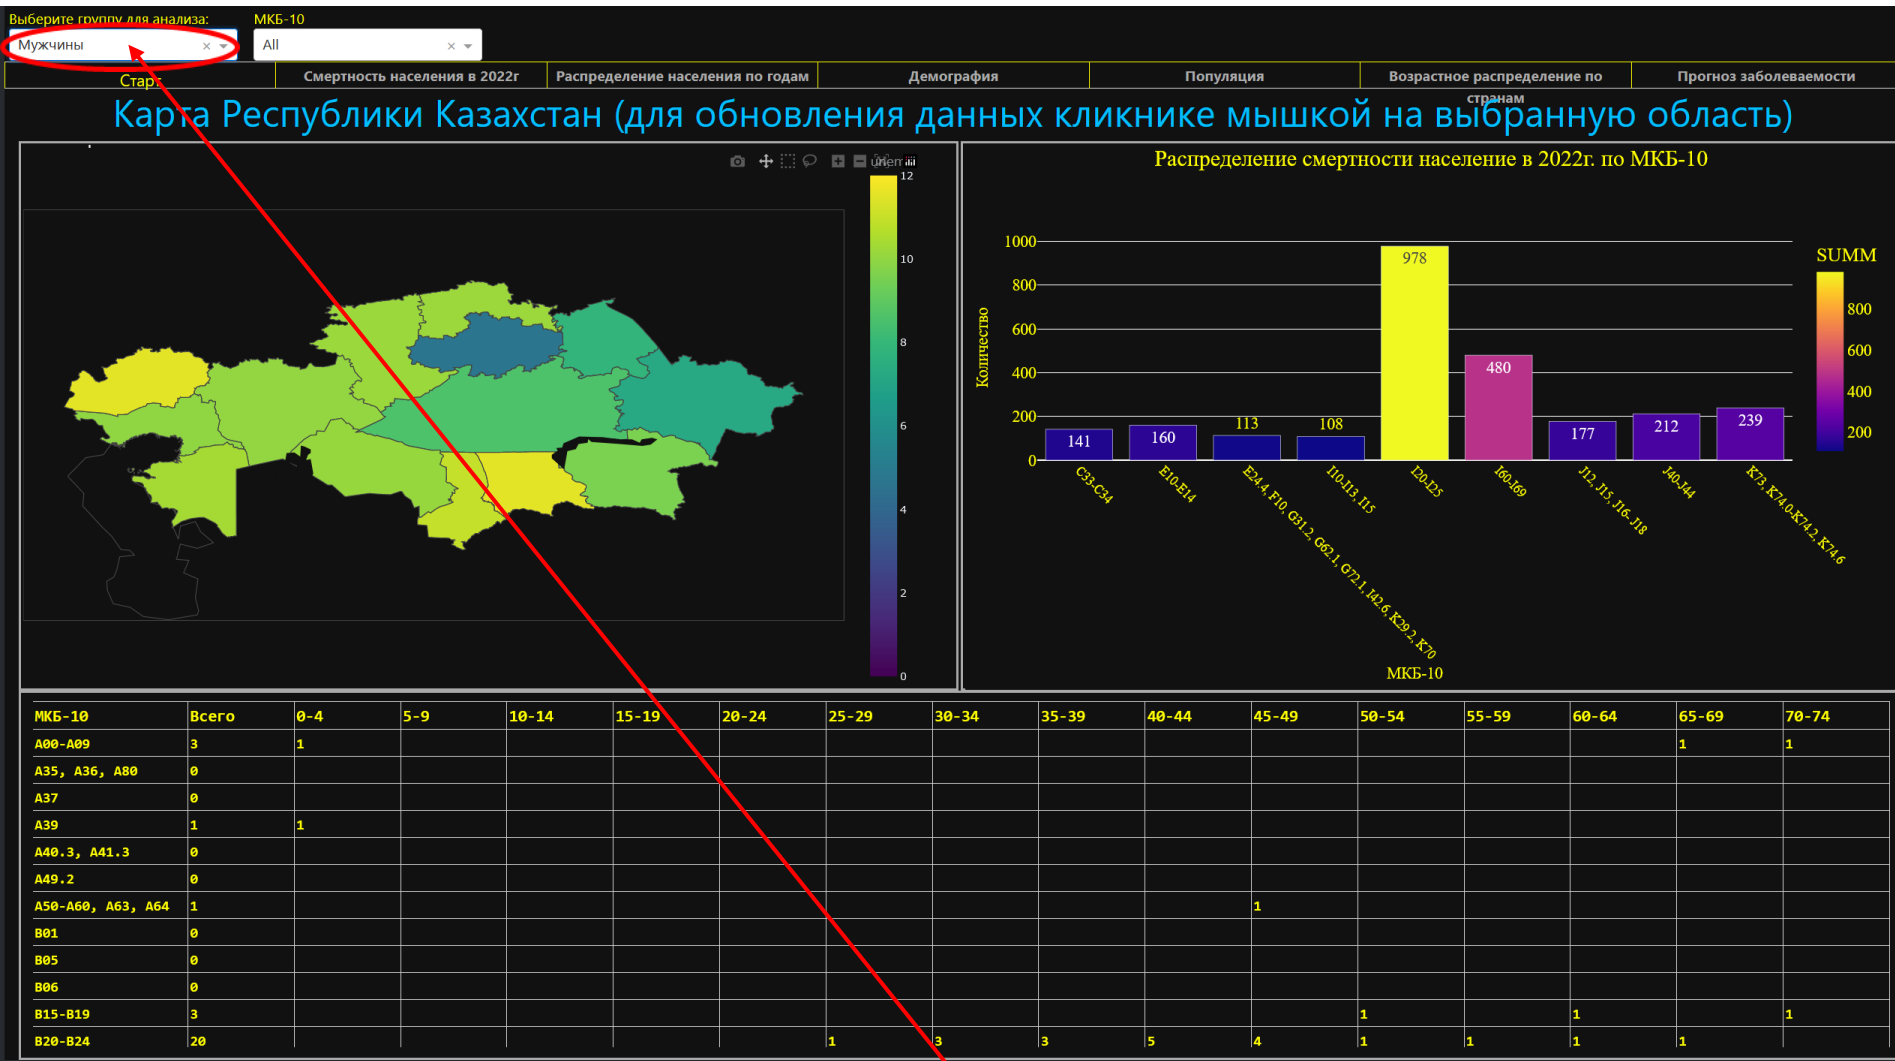 Выберите группу для анализа: МКБ-10
Мужчины × All ×
Старт Смертность населения в 2022г Распределение населения по годам Демография Популяция Возрастное распределение по странам Прогноз заболеваемости
Карта Республики Казахстан (для обновления данных кликнике мышкой на выбранную область)
12
10
8
6
4
2
0
Распределение смертности население в 2022г. по МКБ-10
Количество
1000
800
600
400
200
0
141 160 113 108 978 480 177 212 239
C33-C34
E10-E14
E24.4, F10, G31.2, G62.1, G72.1, I42.6, K29.2, K70
I10-I13, I15
I20-I25
I60-I69
J12, J15, J16- J18
J40-J44
K73, K74.0-K74.2, K74.6
МКБ-10
SUMM
800
600
400
200
МКБ-10 Всего 0-4 5-9 10-14 15-19 20-24 25-29 30-34 35-39 40-44 45-49 50-54 55-59 60-64 65-69 70-74
A00-A09 3 1 1 1
A35, A36, A80 0
A37 0
A39 1 1
A40.3, A41.3 0
A49.2 0
A50-A60, A63, A64 1 1
B01 0
B05 0
B06 0
B15-B19 3 1 1 1
B20-B24 20 1 3 3 5 4 1 1 1 1